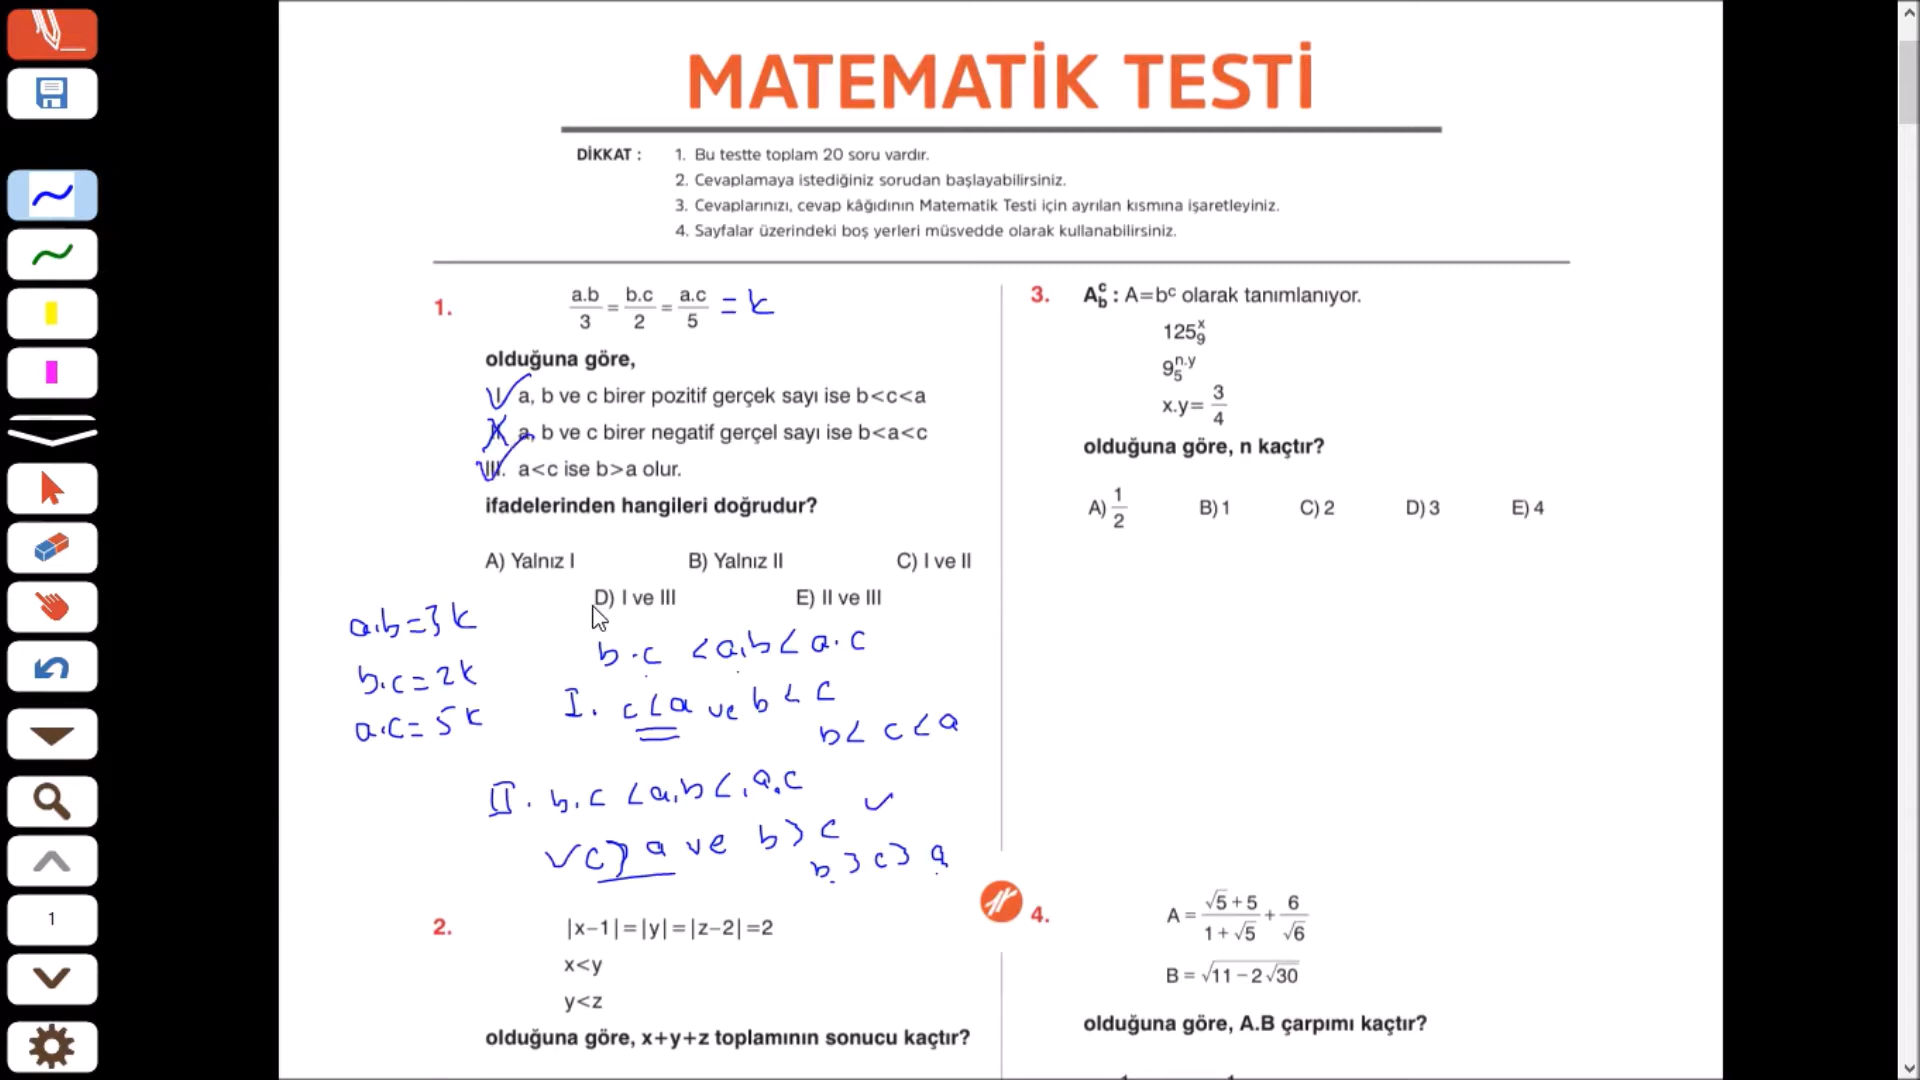 MATEMATİK TESTİ
DİKKAT : 1. Bu testte toplam 20 soru vardır.
2. Cevaplamaya istediğiniz sorudan başlayabilirsiniz.
3. Cevaplarınızı, cevap kâğıdının Matematik Testi için ayrılan kısmına işaretleyiniz.
4. Sayfalar üzerindeki boş yerleri müsvedde olarak kullanabilirsiniz.
1. a.b/3 = b.c/2 = a.c/5 = k
olduğuna göre,
I. a, b ve c birer pozitif gerçek sayı ise b<c<a
II. a, b ve c birer negatif gerçel sayı ise b<a<c
III. a<c ise b>a olur.
ifadelerinden hangileri doğrudur?
A) Yalnız I B) Yalnız II C) I ve II
D) I ve III E) II ve III
a.b=3k
b.c=2k
a.c=5k
b.c <a.b< a.c
I. c<a ve b < c
b< c<a
II. b.c <a.b< a.c
c>a ve b>c
b>c>a
2. |x−1|=|y|=|z−2|=2
x<y
y<z
olduğuna göre, x+y+z toplamının sonucu kaçtır?
3. A_b^c : A=b^c olarak tanımlanıyor.
125_9^x
9_5^n.y
x.y= 3/4
olduğuna göre, n kaçtır?
A) 1/2 B) 1 C) 2 D) 3 E) 4
4. A = (√5+5)/(1+√5) + 6/√6
B = √(11−2√30)
olduğuna göre, A.B çarpımı kaçtır?
1